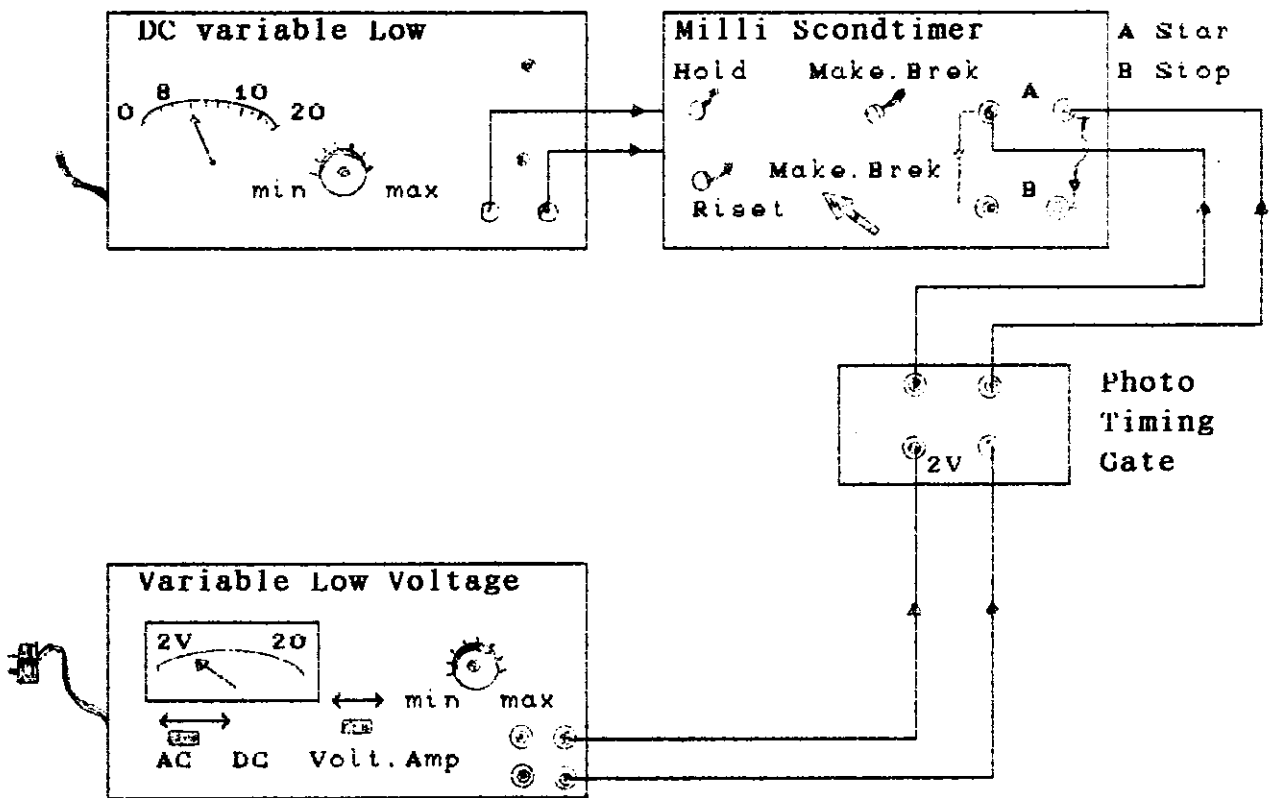 DC variable Low
0 8 10 20
min max
Milli Scondtimer
Hold Make.Brek
A
Make.Brek
B
Riset
A Star
B Stop
Photo
Timing
Gate
2V
Variable Low Voltage
2V 20
min max
AC DC Volt.Amp